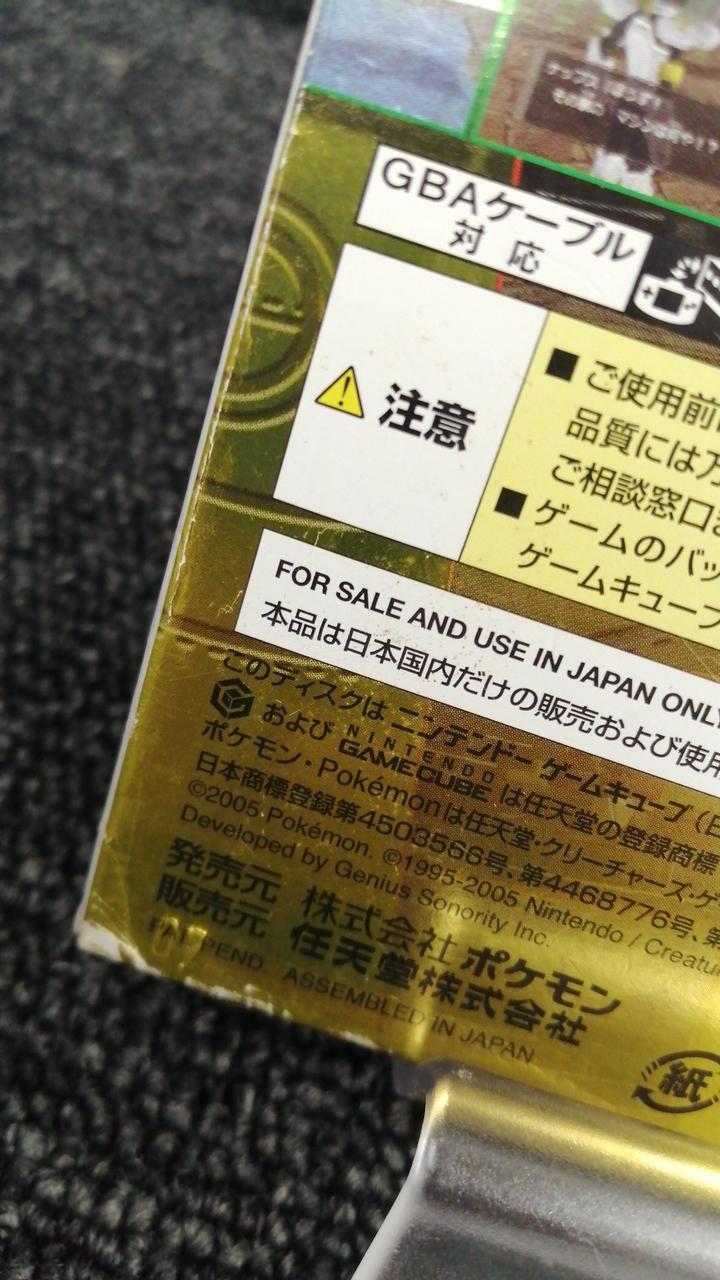 GBAケーブル
対応
注意
■ ご使用前
品質には万
ご相談窓口
■ ゲームのバッ
ゲームキューブ
FOR SALE AND USE IN JAPAN ONLY
本品は日本国内だけの販売および使用
このディスクは ニンテンドー ゲームキューブ (日
および NINTENDO GAMECUBE は任天堂の登録商標
ポケモン・Pokémonは任天堂・クリーチャーズ・ゲ
日本商標登録第4503566号、第4468776号、第
©2005 Pokémon. ©1995-2005 Nintendo / Creatur
Developed by Genius Sonority Inc.
発売元 株式会社ポケモン
販売元 任天堂株式会社
PAT. PEND. ASSEMBLED IN JAPAN
紙